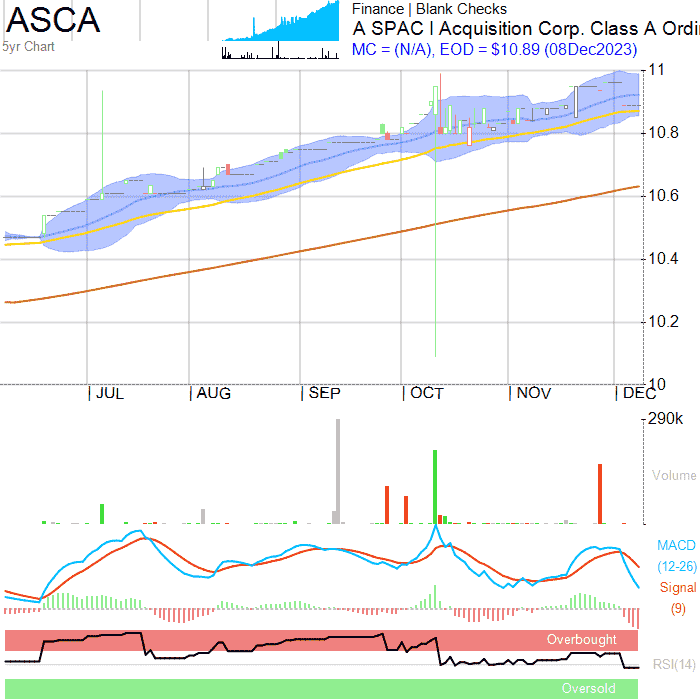 ASCA
5yr Chart
Finance | Blank Checks
A SPAC I Acquisition Corp. Class A Ordi
MC = (N/A), EOD = $10.89 (08Dec2023)
11
10.8
10.6
10.4
10.2
10
JUL
AUG
SEP
OCT
NOV
DEC
290k
Volume
MACD
(12-26)
Signal
(9)
Overbought
RSI(14)
Oversold